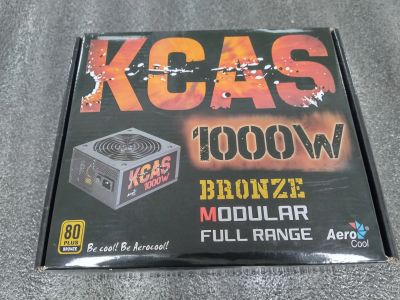 KCAS
1000W
KCAS
1000W
BRONZE
MODULAR
FULL RANGE
80
PLUS
BRONZE
Be cool! Be Aerocool!
Aero
Cool